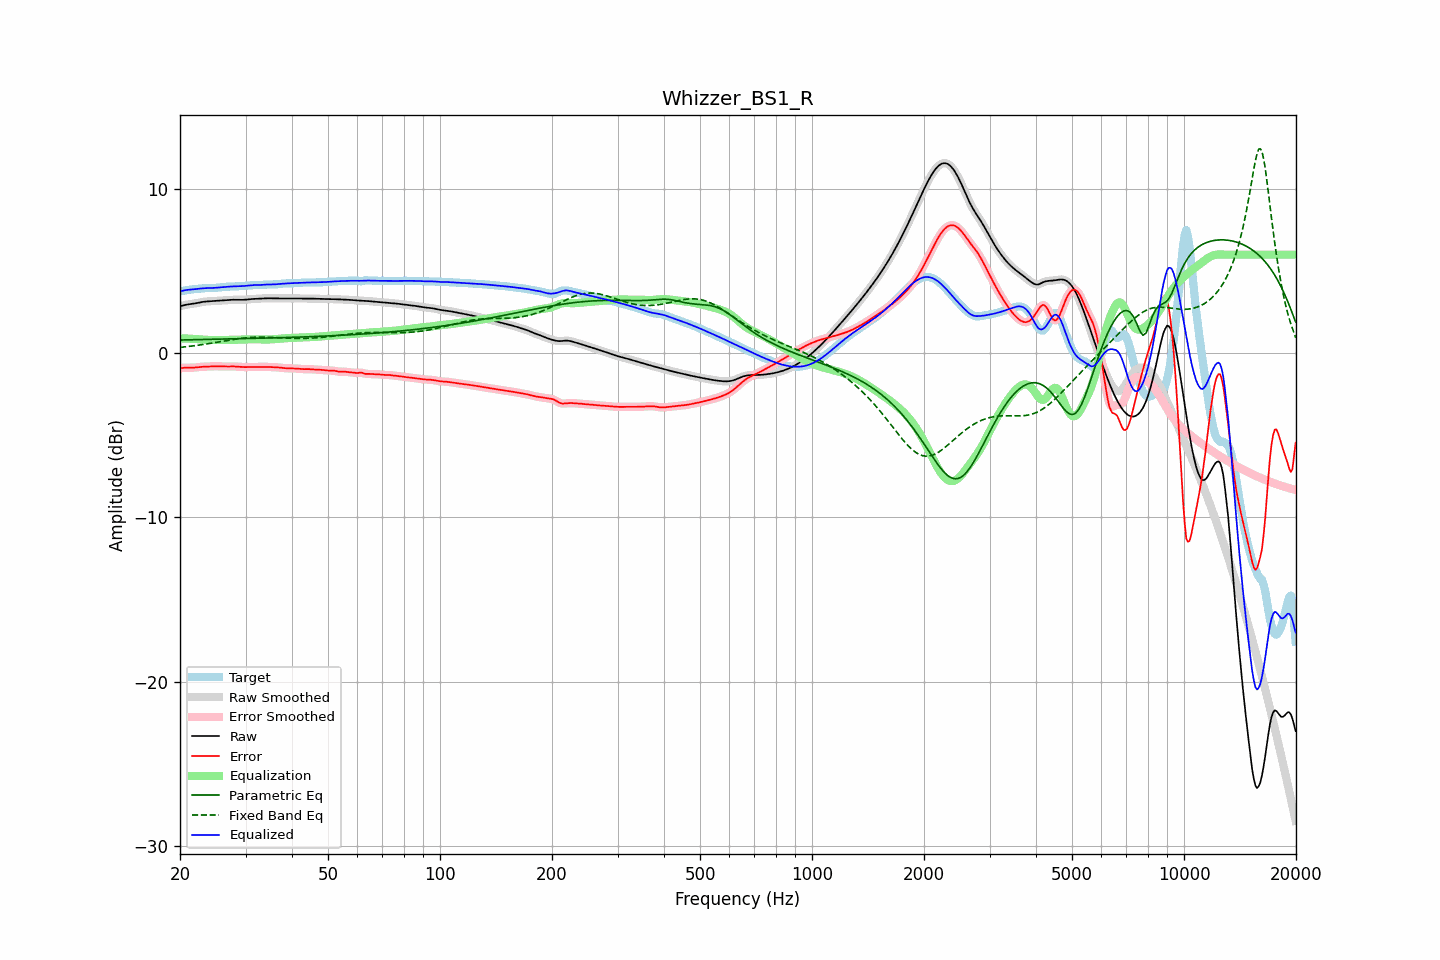 Whizzer_BS1_R
10
0
−10
−20
−30
Amplitude (dBr)
Target
Raw Smoothed
Error Smoothed
Raw
Error
Equalization
Parametric Eq
Fixed Band Eq
Equalized
20 50 100 200 500 1000 2000 5000 10000 20000
Frequency (Hz)